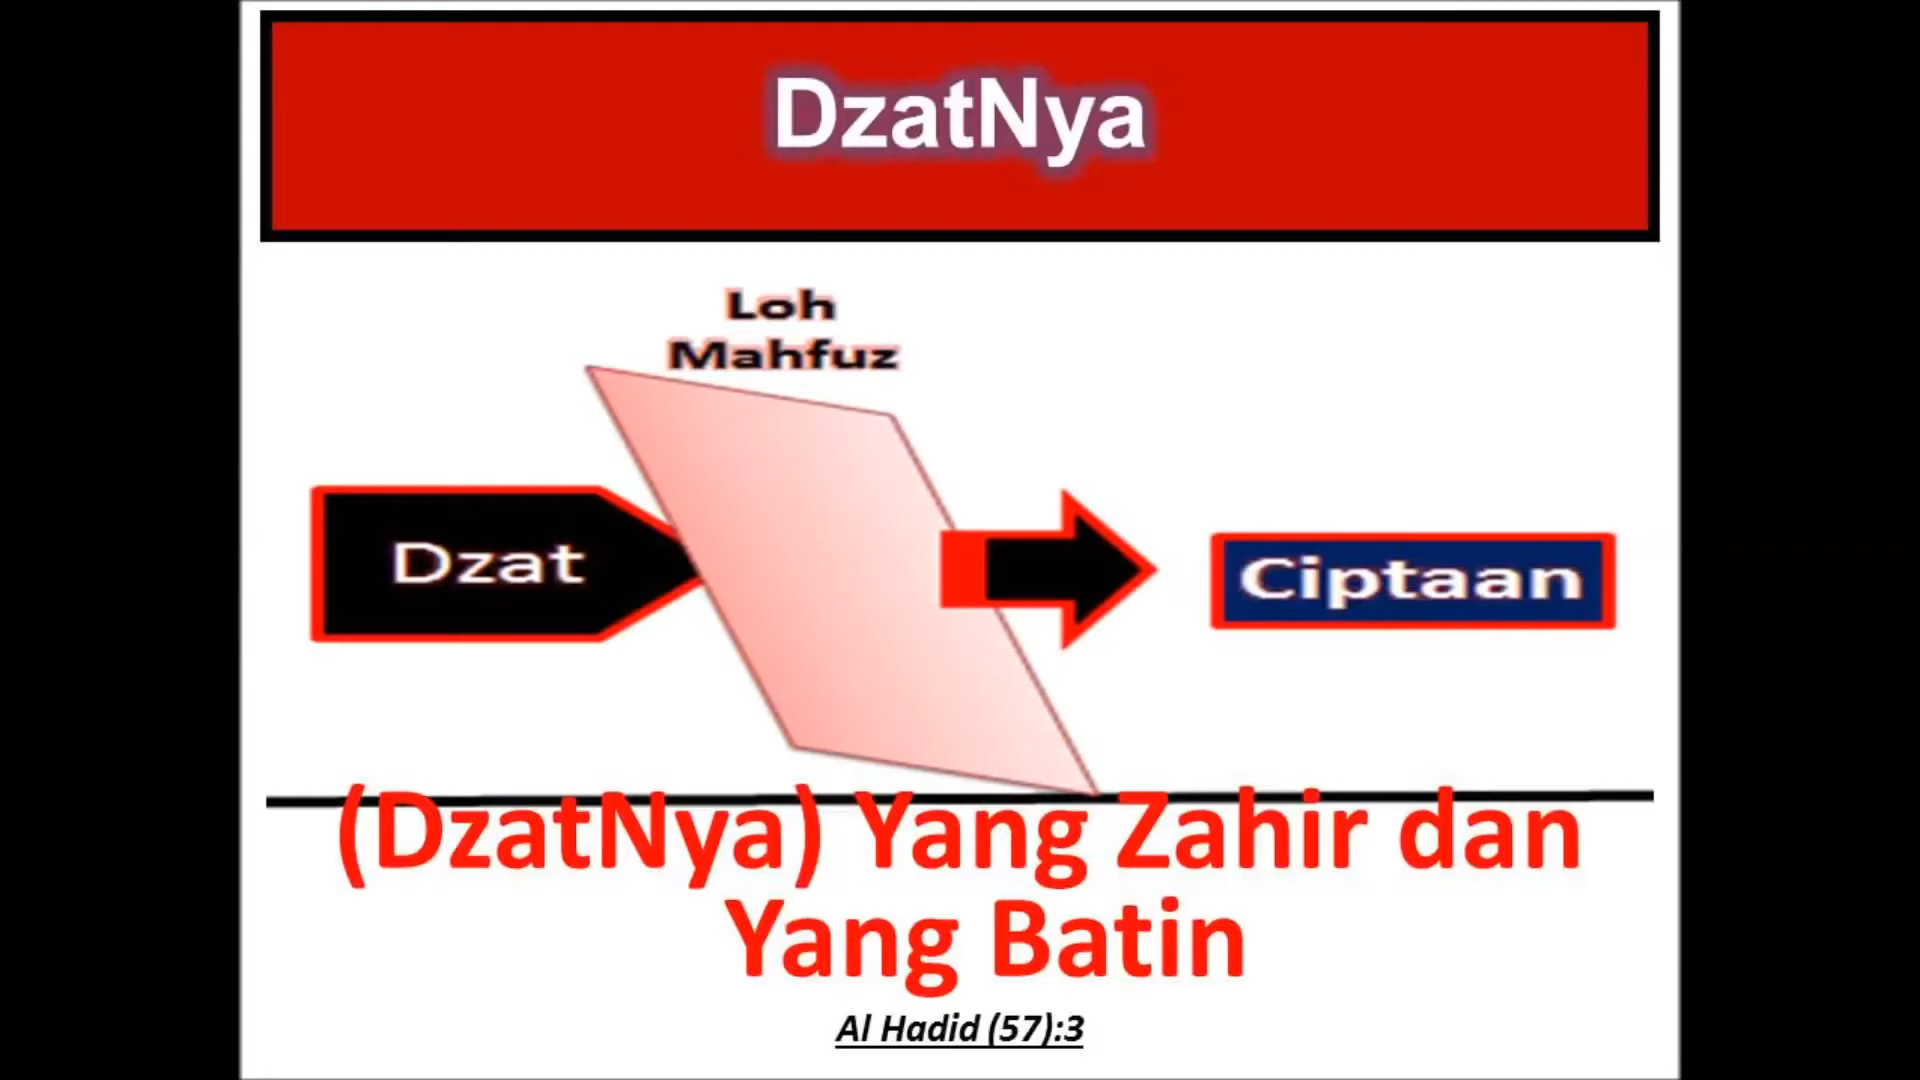 DzatNya
Loh
Mahfuz
Dzat
Ciptaan
(DzatNya) Yang Zahir dan
Yang Batin
Al Hadid (57):3